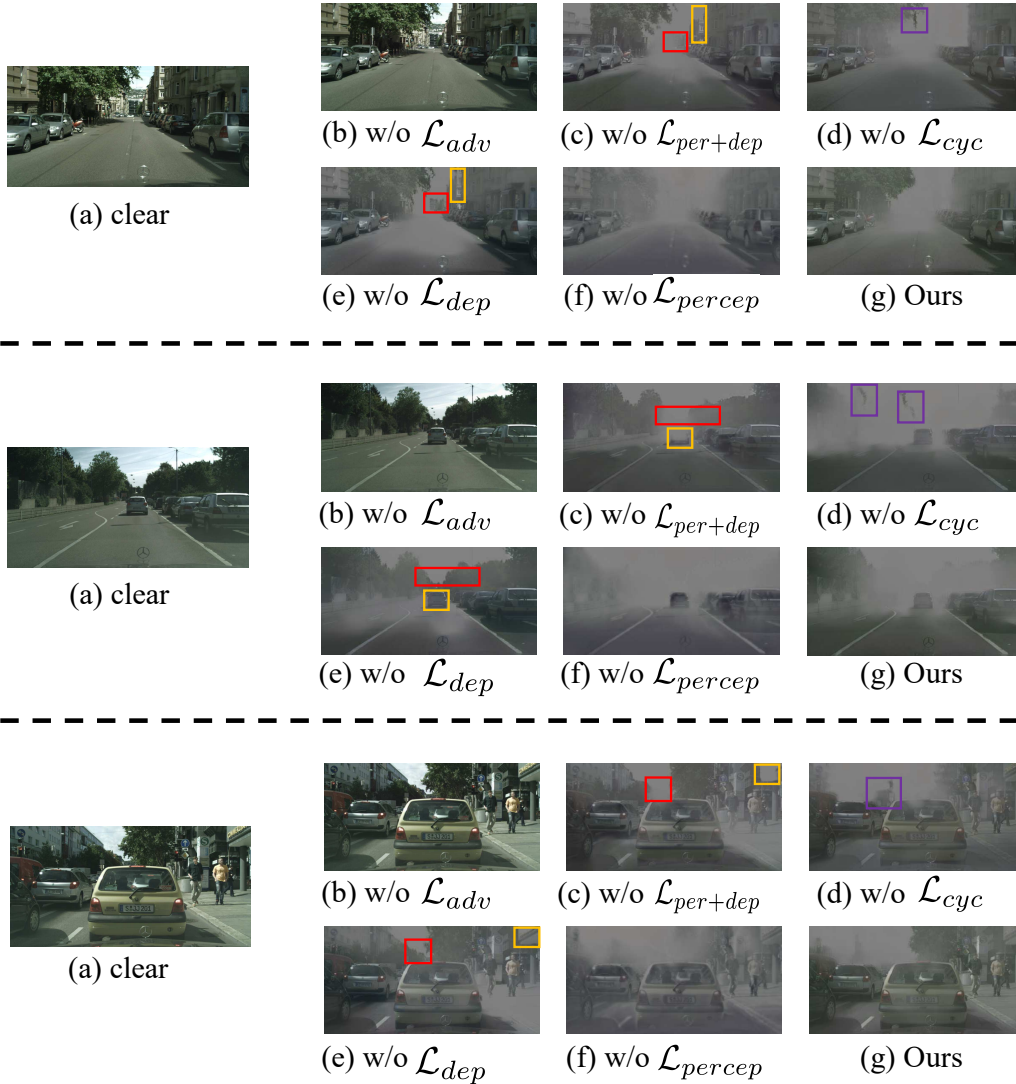 (b) w/o ℒ_adv (c) w/o ℒ_per+dep (d) w/o ℒ_cyc
(a) clear
(e) w/o ℒ_dep (f) w/o ℒ_percep (g) Ours
(b) w/o ℒ_adv (c) w/o ℒ_per+dep (d) w/o ℒ_cyc
(a) clear
(e) w/o ℒ_dep (f) w/o ℒ_percep (g) Ours
(b) w/o ℒ_adv (c) w/o ℒ_per+dep (d) w/o ℒ_cyc
(a) clear
(e) w/o ℒ_dep (f) w/o ℒ_percep (g) Ours